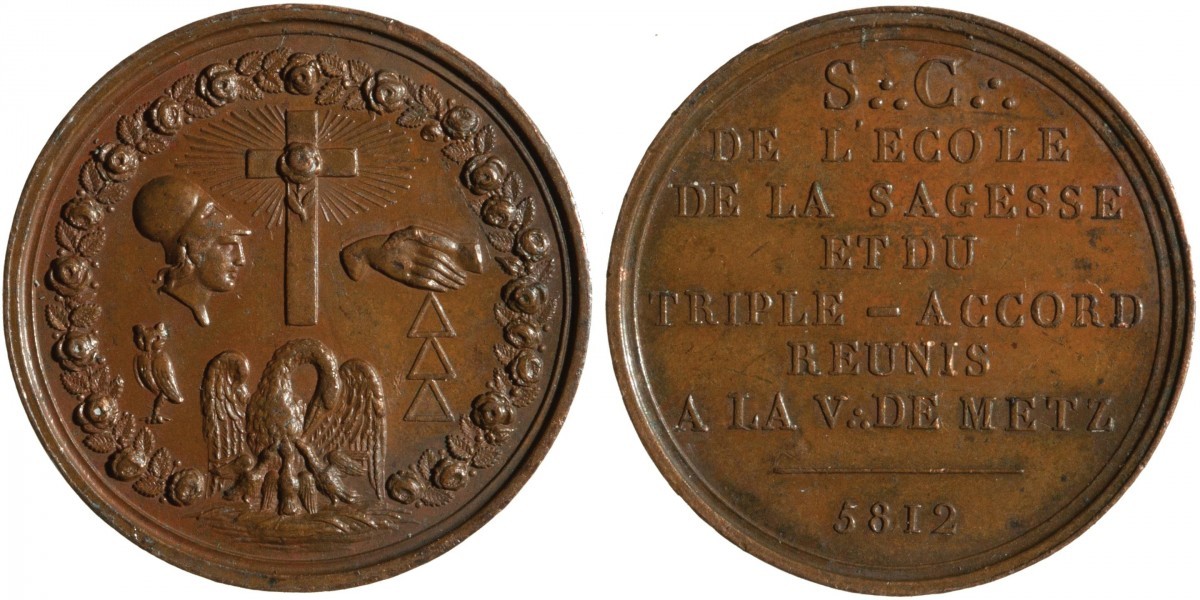 S∴C∴
DE L'ECOLE
DE LA SAGESSE
ET DU
TRIPLE – ACCORD
REUNIS
A LA V∴DE METZ
5812